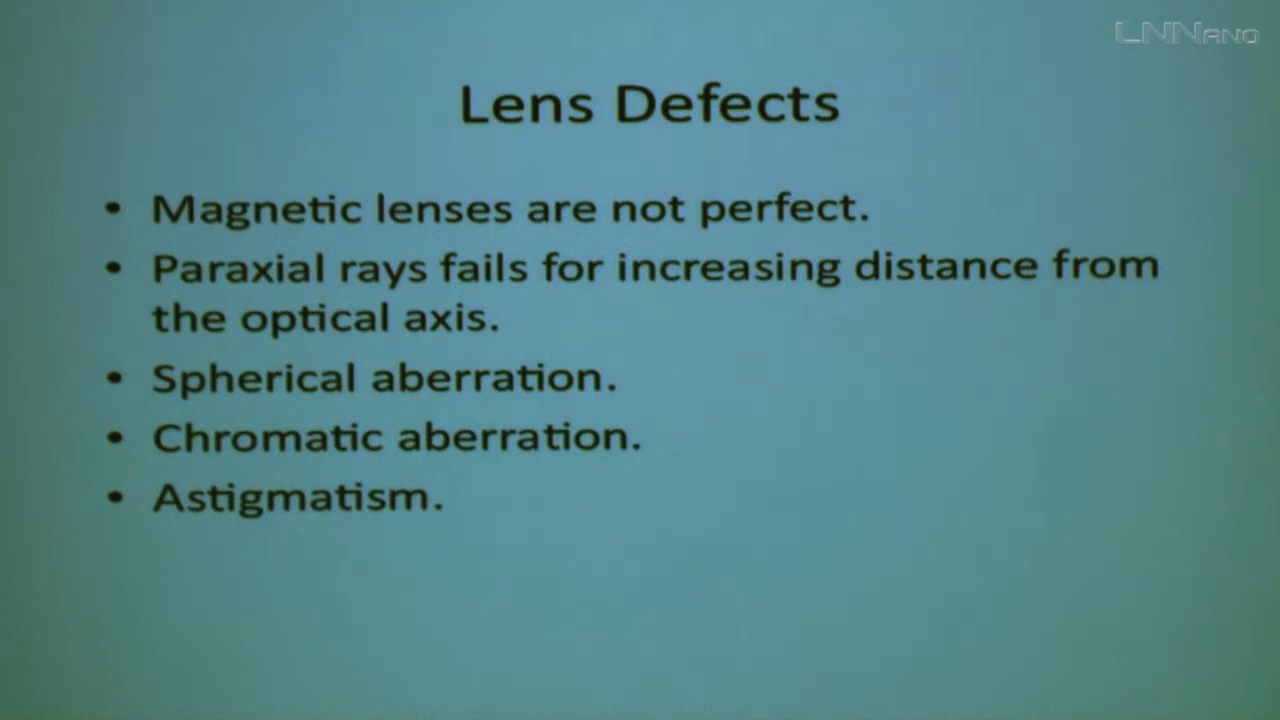 LNNano
Lens Defects
• Magnetic lenses are not perfect.
• Paraxial rays fails for increasing distance from
the optical axis.
• Spherical aberration.
• Chromatic aberration.
• Astigmatism.